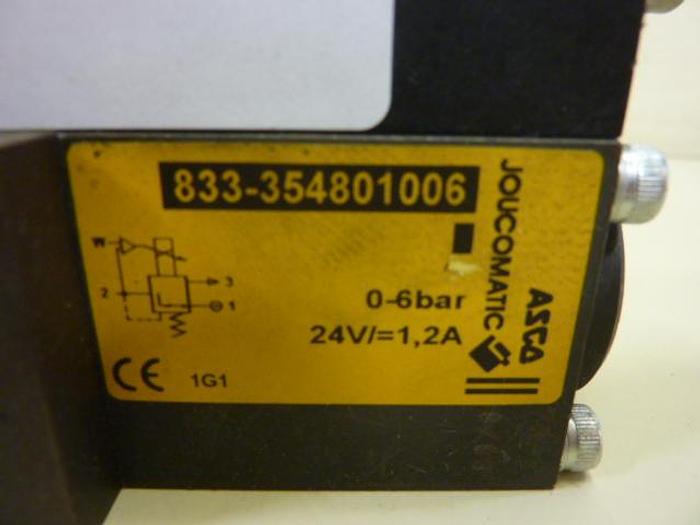 833-354801006
W
3
2
1
0-6bar
24V/=1,2A
CE 1G1
JOUCOMATIC
ASCO